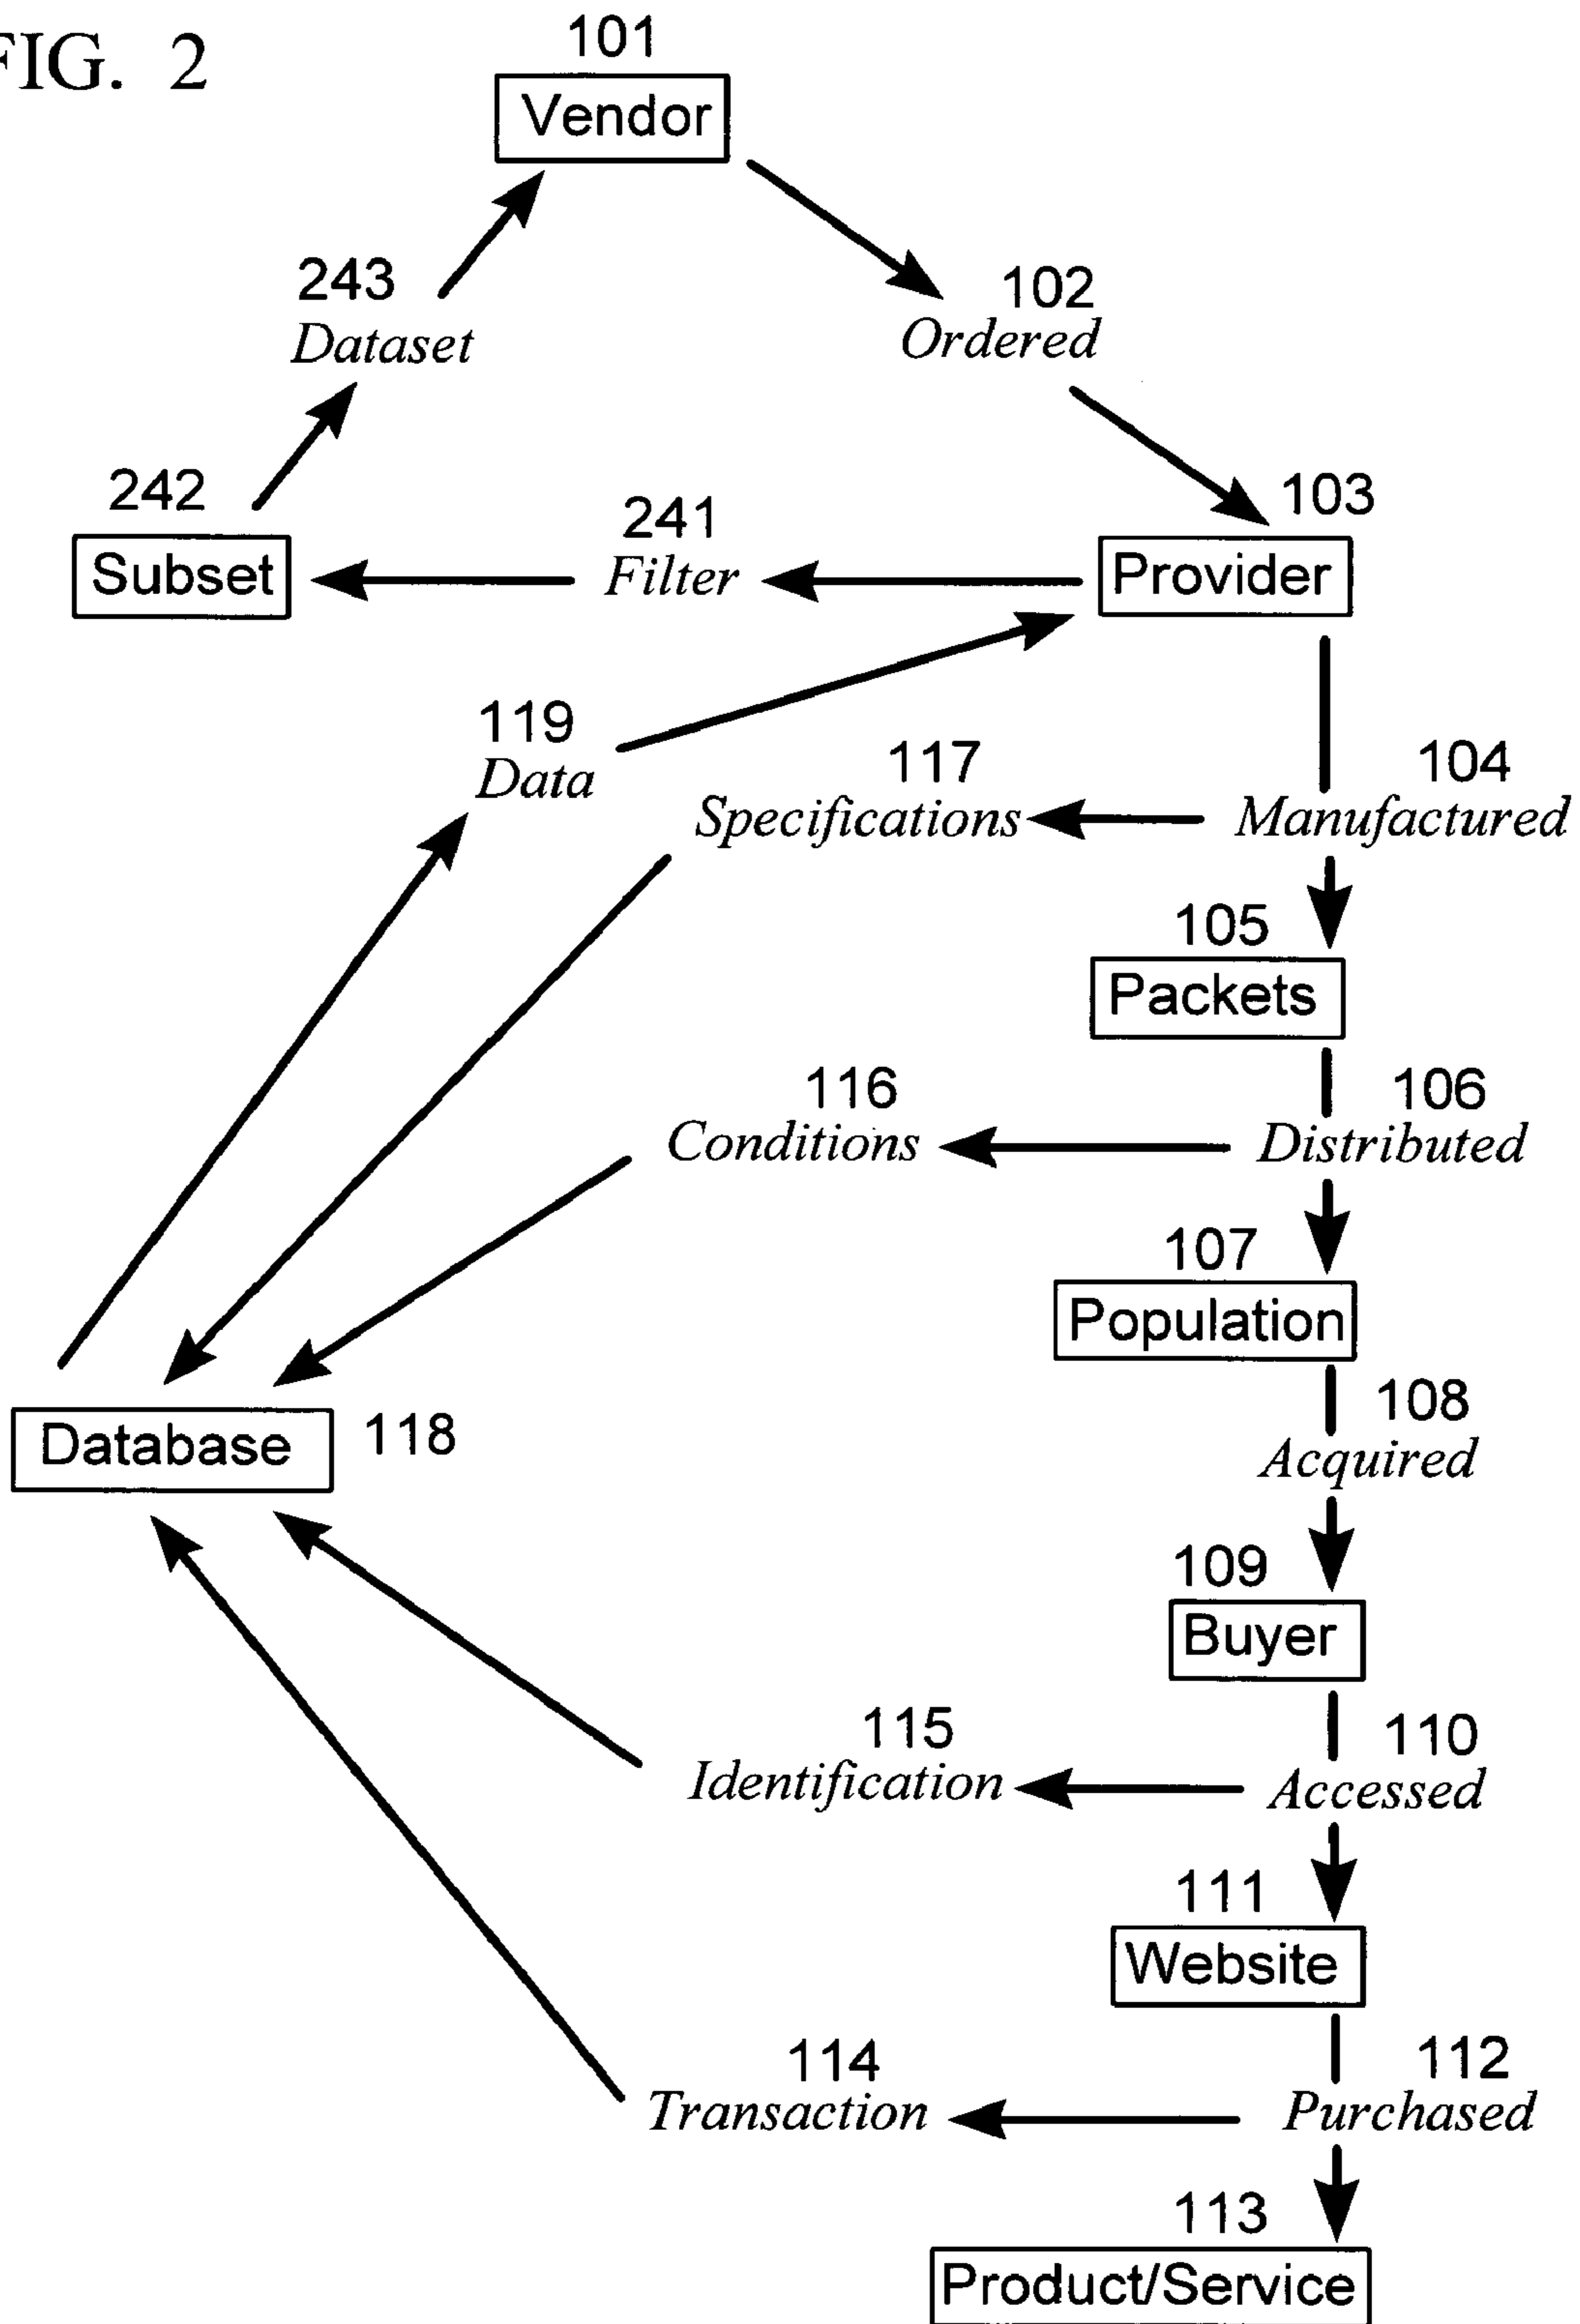 FIG. 2
101
Vendor
243
Dataset
102
Ordered
242
Subset
241
Filter
103
Provider
119
Data
117
Specifications
104
Manufactured
105
Packets
116
Conditions
106
Distributed
107
Population
108
Acquired
Database 118
109
Buyer
115
Identification
110
Accessed
111
Website
114
Transaction
112
Purchased
113
Product/Service